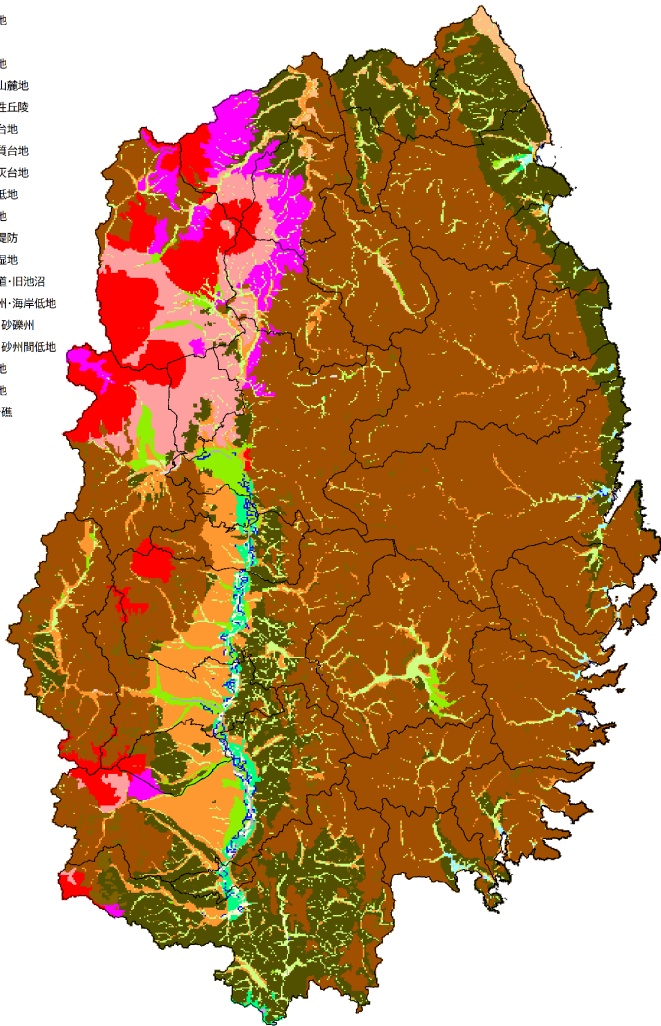 地
地
山麓地
性丘陵
台地
質台地
灰台地
低地
地
堤防
湿地
道・旧池沼
州・海岸低地
砂礫州
砂州間低地
地
地
礁